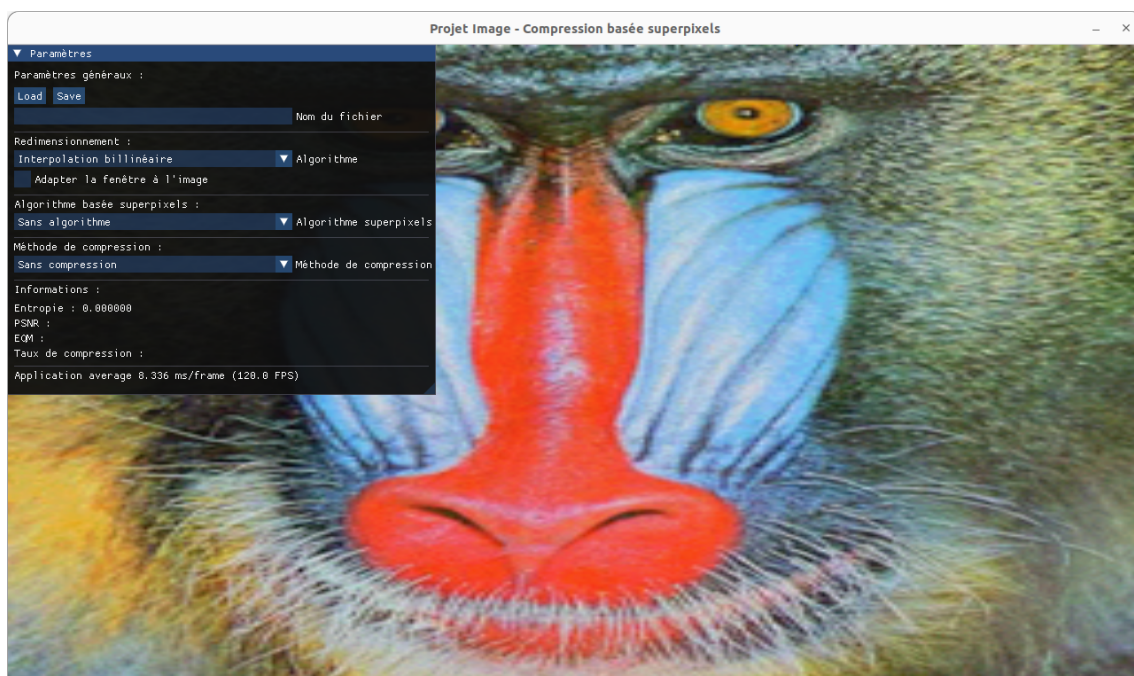 Projet Image - Compression basée superpixels
Paramètres
Paramètres généraux :
Load Save
Nom du fichier
Redimensionnement :
Interpolation billinéaire Algorithme
Adapter la fenêtre à l'image
Algorithme basée superpixels :
Sans algorithme Algorithme superpixels
Méthode de compression :
Sans compression Méthode de compression
Informations :
Entropie : 0.000000
PSNR :
EQM :
Taux de compression :
Application average 8.336 ms/frame (120.0 FPS)